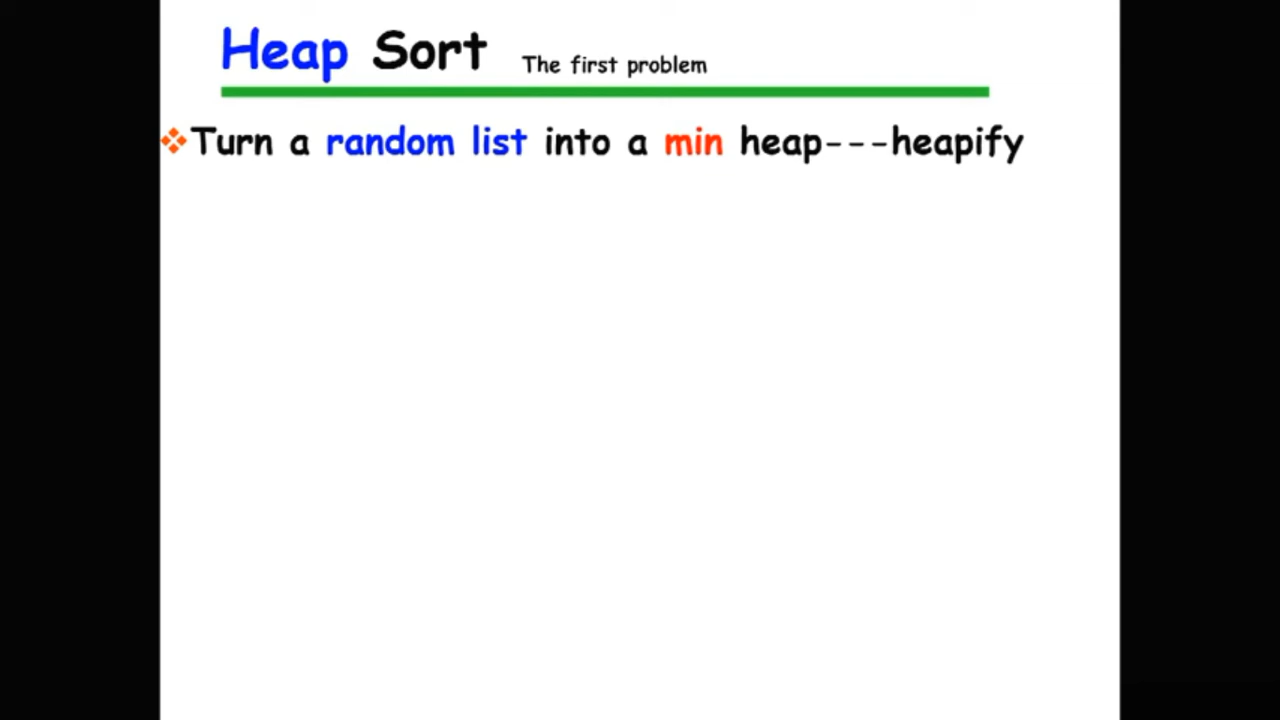 Heap Sort The first problem
Turn a random list into a min heap---heapify